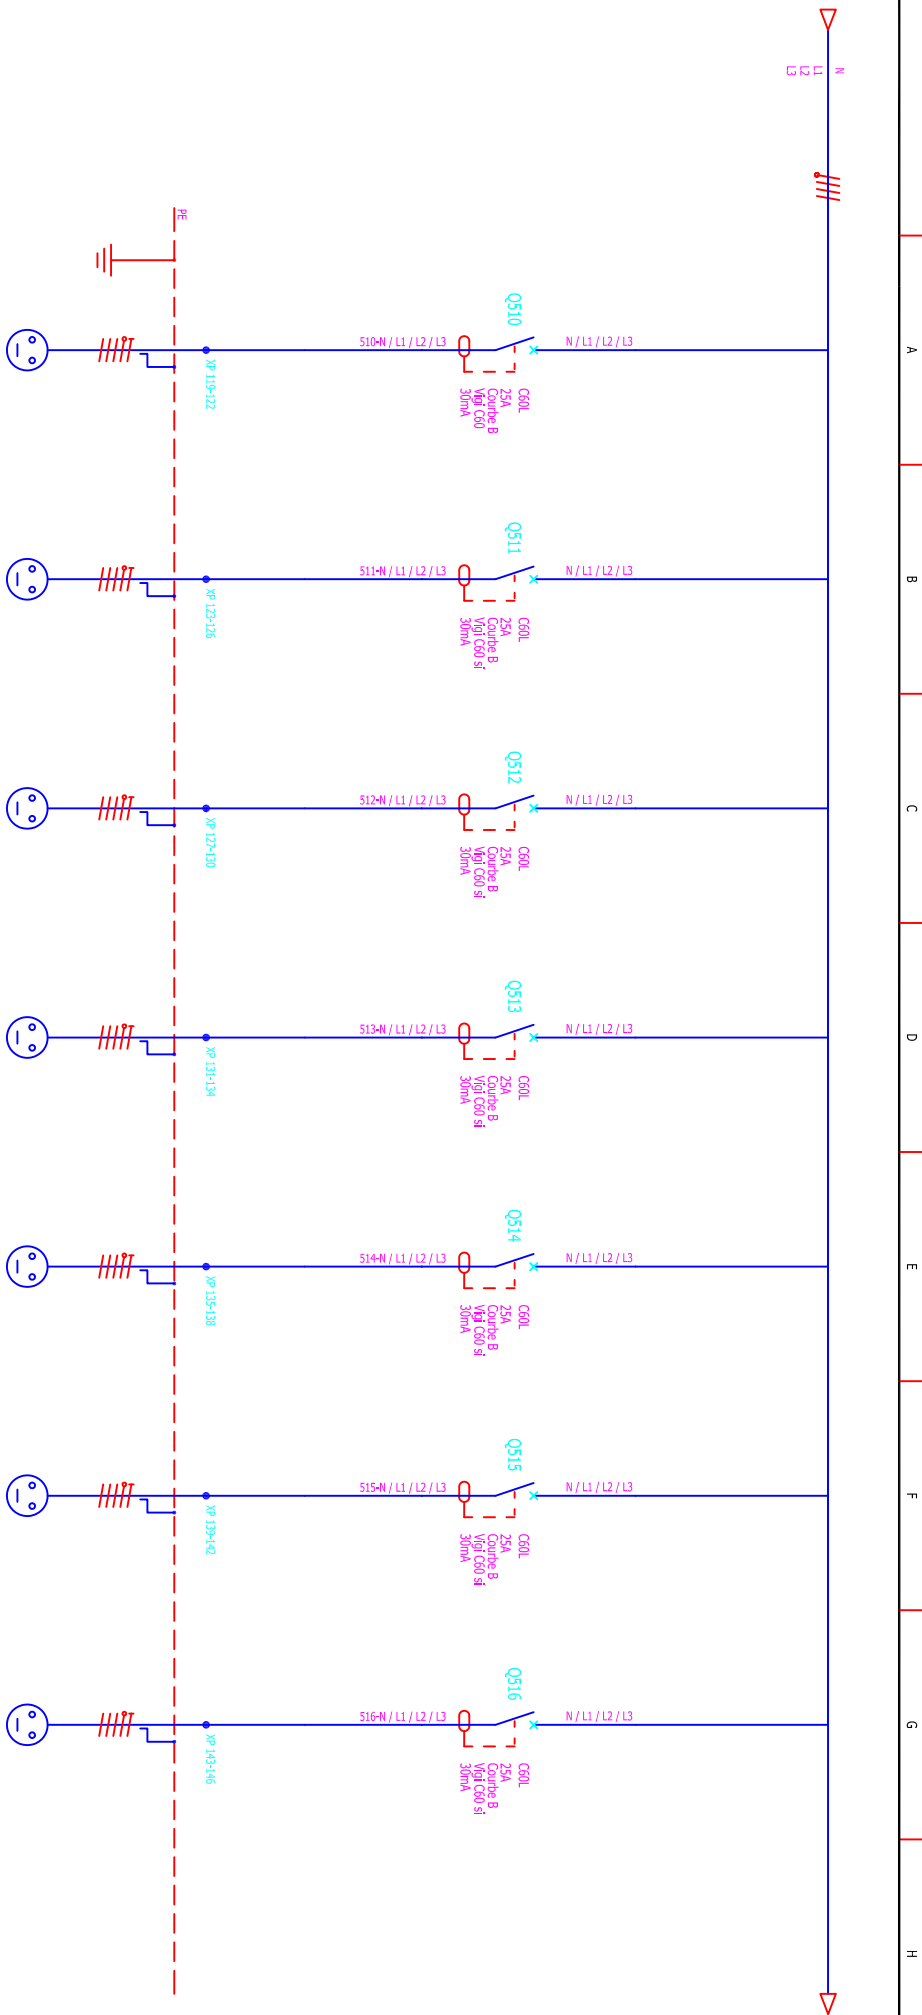 A
B
C
D
E
F
G
H
N
L1
L2
L3
N / L1 / L2 / L3
Q510
C60L
25A
Courbe B
Vigi C60
30mA
510-N / L1 / L2 / L3
XP 119-122
N / L1 / L2 / L3
Q511
C60L
25A
Courbe B
Vigi C60 si
30mA
511-N / L1 / L2 / L3
XP 123-126
N / L1 / L2 / L3
Q512
C60L
25A
Courbe B
Vigi C60 si
30mA
512-N / L1 / L2 / L3
XP 127-130
N / L1 / L2 / L3
Q513
C60L
25A
Courbe B
Vigi C60 si
30mA
513-N / L1 / L2 / L3
XP 131-134
N / L1 / L2 / L3
Q514
C60L
25A
Courbe B
Vigi C60 si
30mA
514-N / L1 / L2 / L3
XP 135-138
N / L1 / L2 / L3
Q515
C60L
25A
Courbe B
Vigi C60 si
30mA
515-N / L1 / L2 / L3
XP 139-142
N / L1 / L2 / L3
Q516
C60L
25A
Courbe B
Vigi C60 si
30mA
516-N / L1 / L2 / L3
XP 143-146
PE